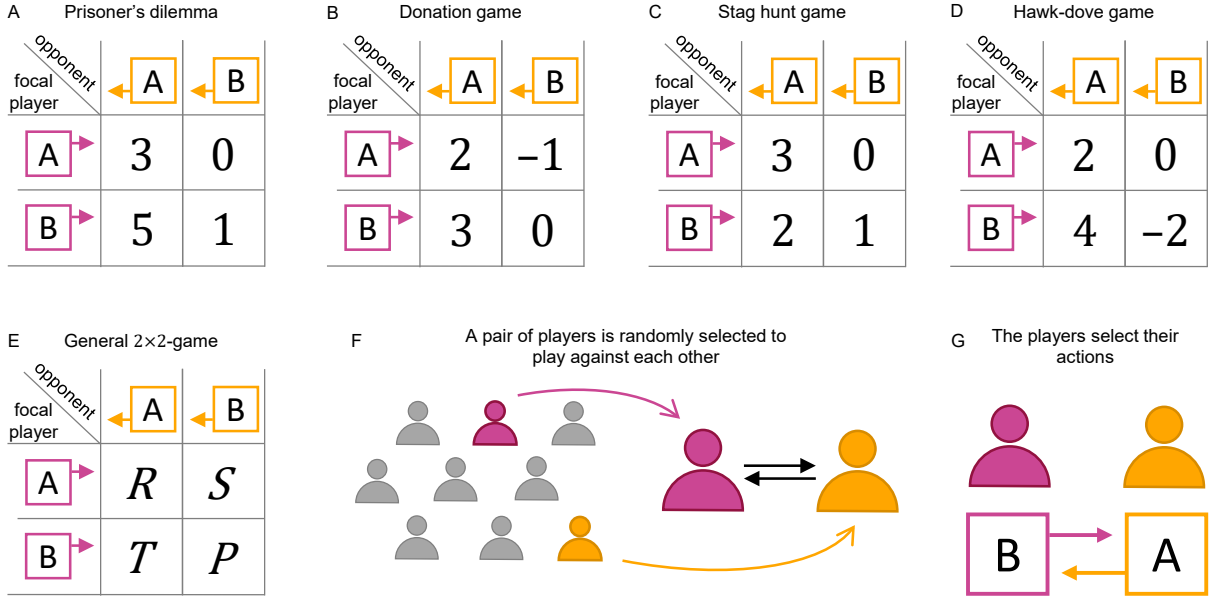 A Prisoner's dilemma
opponent
focal
player
A B
A 3 0
B 5 1
B Donation game
opponent
focal
player
A B
A 2 −1
B 3 0
C Stag hunt game
opponent
focal
player
A B
A 3 0
B 2 1
D Hawk-dove game
opponent
focal
player
A B
A 2 0
B 4 −2
E General 2×2-game
opponent
focal
player
A B
A R S
B T P
F A pair of players is randomly selected to
play against each other
G The players select their
actions
B A